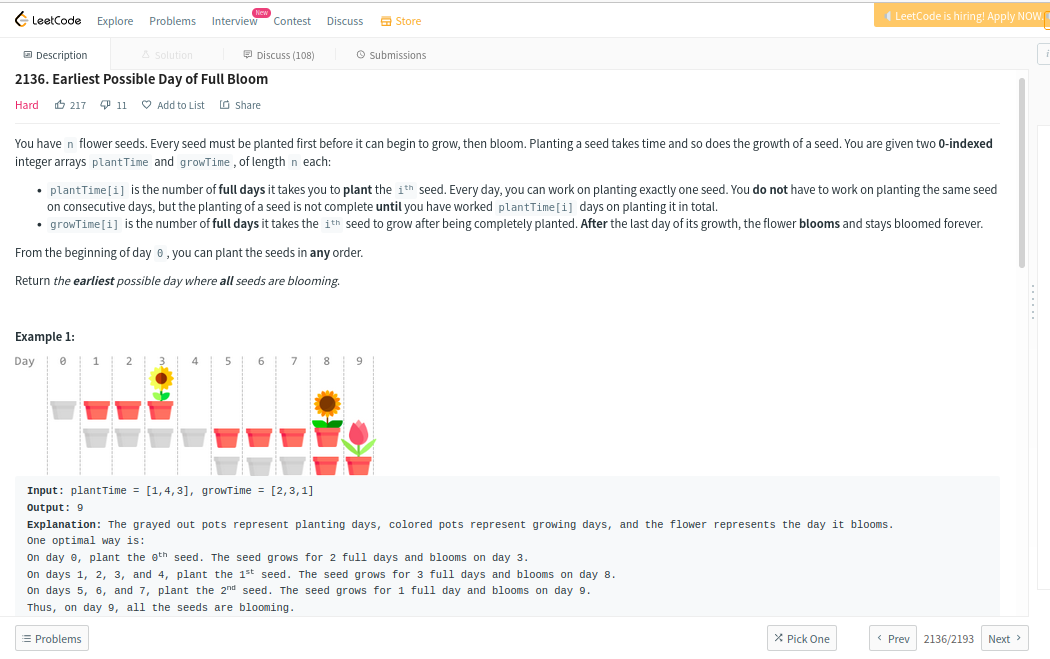 LeetCode Explore Problems Interview New Contest Discuss Store LeetCode is hiring! Apply NOW.
Description Solution Discuss (108) Submissions
2136. Earliest Possible Day of Full Bloom
Hard 217 11 Add to List Share
You have n flower seeds. Every seed must be planted first before it can begin to grow, then bloom. Planting a seed takes time and so does the growth of a seed. You are given two 0-indexed
integer arrays plantTime and growTime , of length n each:
• plantTime[i] is the number of full days it takes you to plant the iᵗʰ seed. Every day, you can work on planting exactly one seed. You do not have to work on planting the same seed
on consecutive days, but the planting of a seed is not complete until you have worked plantTime[i] days on planting it in total.
• growTime[i] is the number of full days it takes the iᵗʰ seed to grow after being completely planted. After the last day of its growth, the flower blooms and stays bloomed forever.
From the beginning of day 0 , you can plant the seeds in any order.
Return the earliest possible day where all seeds are blooming.
Example 1:
Day 0 1 2 3 4 5 6 7 8 9
Input: plantTime = [1,4,3], growTime = [2,3,1]
Output: 9
Explanation: The grayed out pots represent planting days, colored pots represent growing days, and the flower represents the day it blooms.
One optimal way is:
On day 0, plant the 0ᵗʰ seed. The seed grows for 2 full days and blooms on day 3.
On days 1, 2, 3, and 4, plant the 1ˢᵗ seed. The seed grows for 3 full days and blooms on day 8.
On days 5, 6, and 7, plant the 2ⁿᵈ seed. The seed grows for 1 full day and blooms on day 9.
Thus, on day 9, all the seeds are blooming.
Problems Pick One Prev 2136/2193 Next